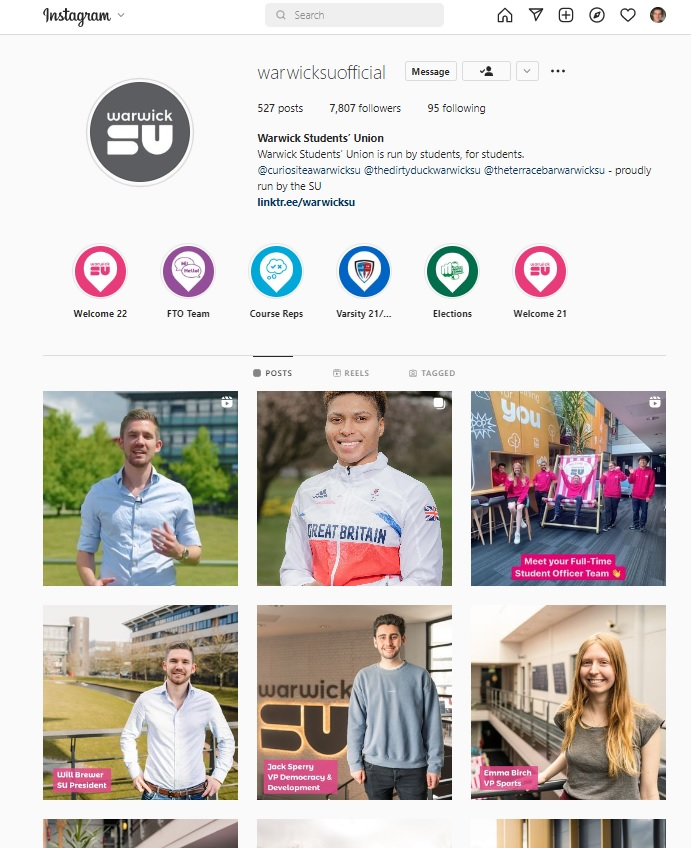 Instagram
Search
warwicksuofficial
Message
527 posts 7,807 followers 95 following
Warwick Students´ Union
Warwick Students´ Union is run by students, for students.
@curiositeawarwicksu @thedirtyduckwarwicksu @theterracebarwarwicksu - proudly
run by the SU
linktr.ee/warwicksu
warwick
SU
Welcome 22 FTO Team Course Reps Varsity 21/... Elections Welcome 21
POSTS REELS TAGGED
GREAT BRITAIN
you
Meet your Full-Time
Student Officer Team 👋
Will Brewer
SU President
warwick
SU
Jack Sperry
VP Democracy &
Development
Emma Birch
VP Sports